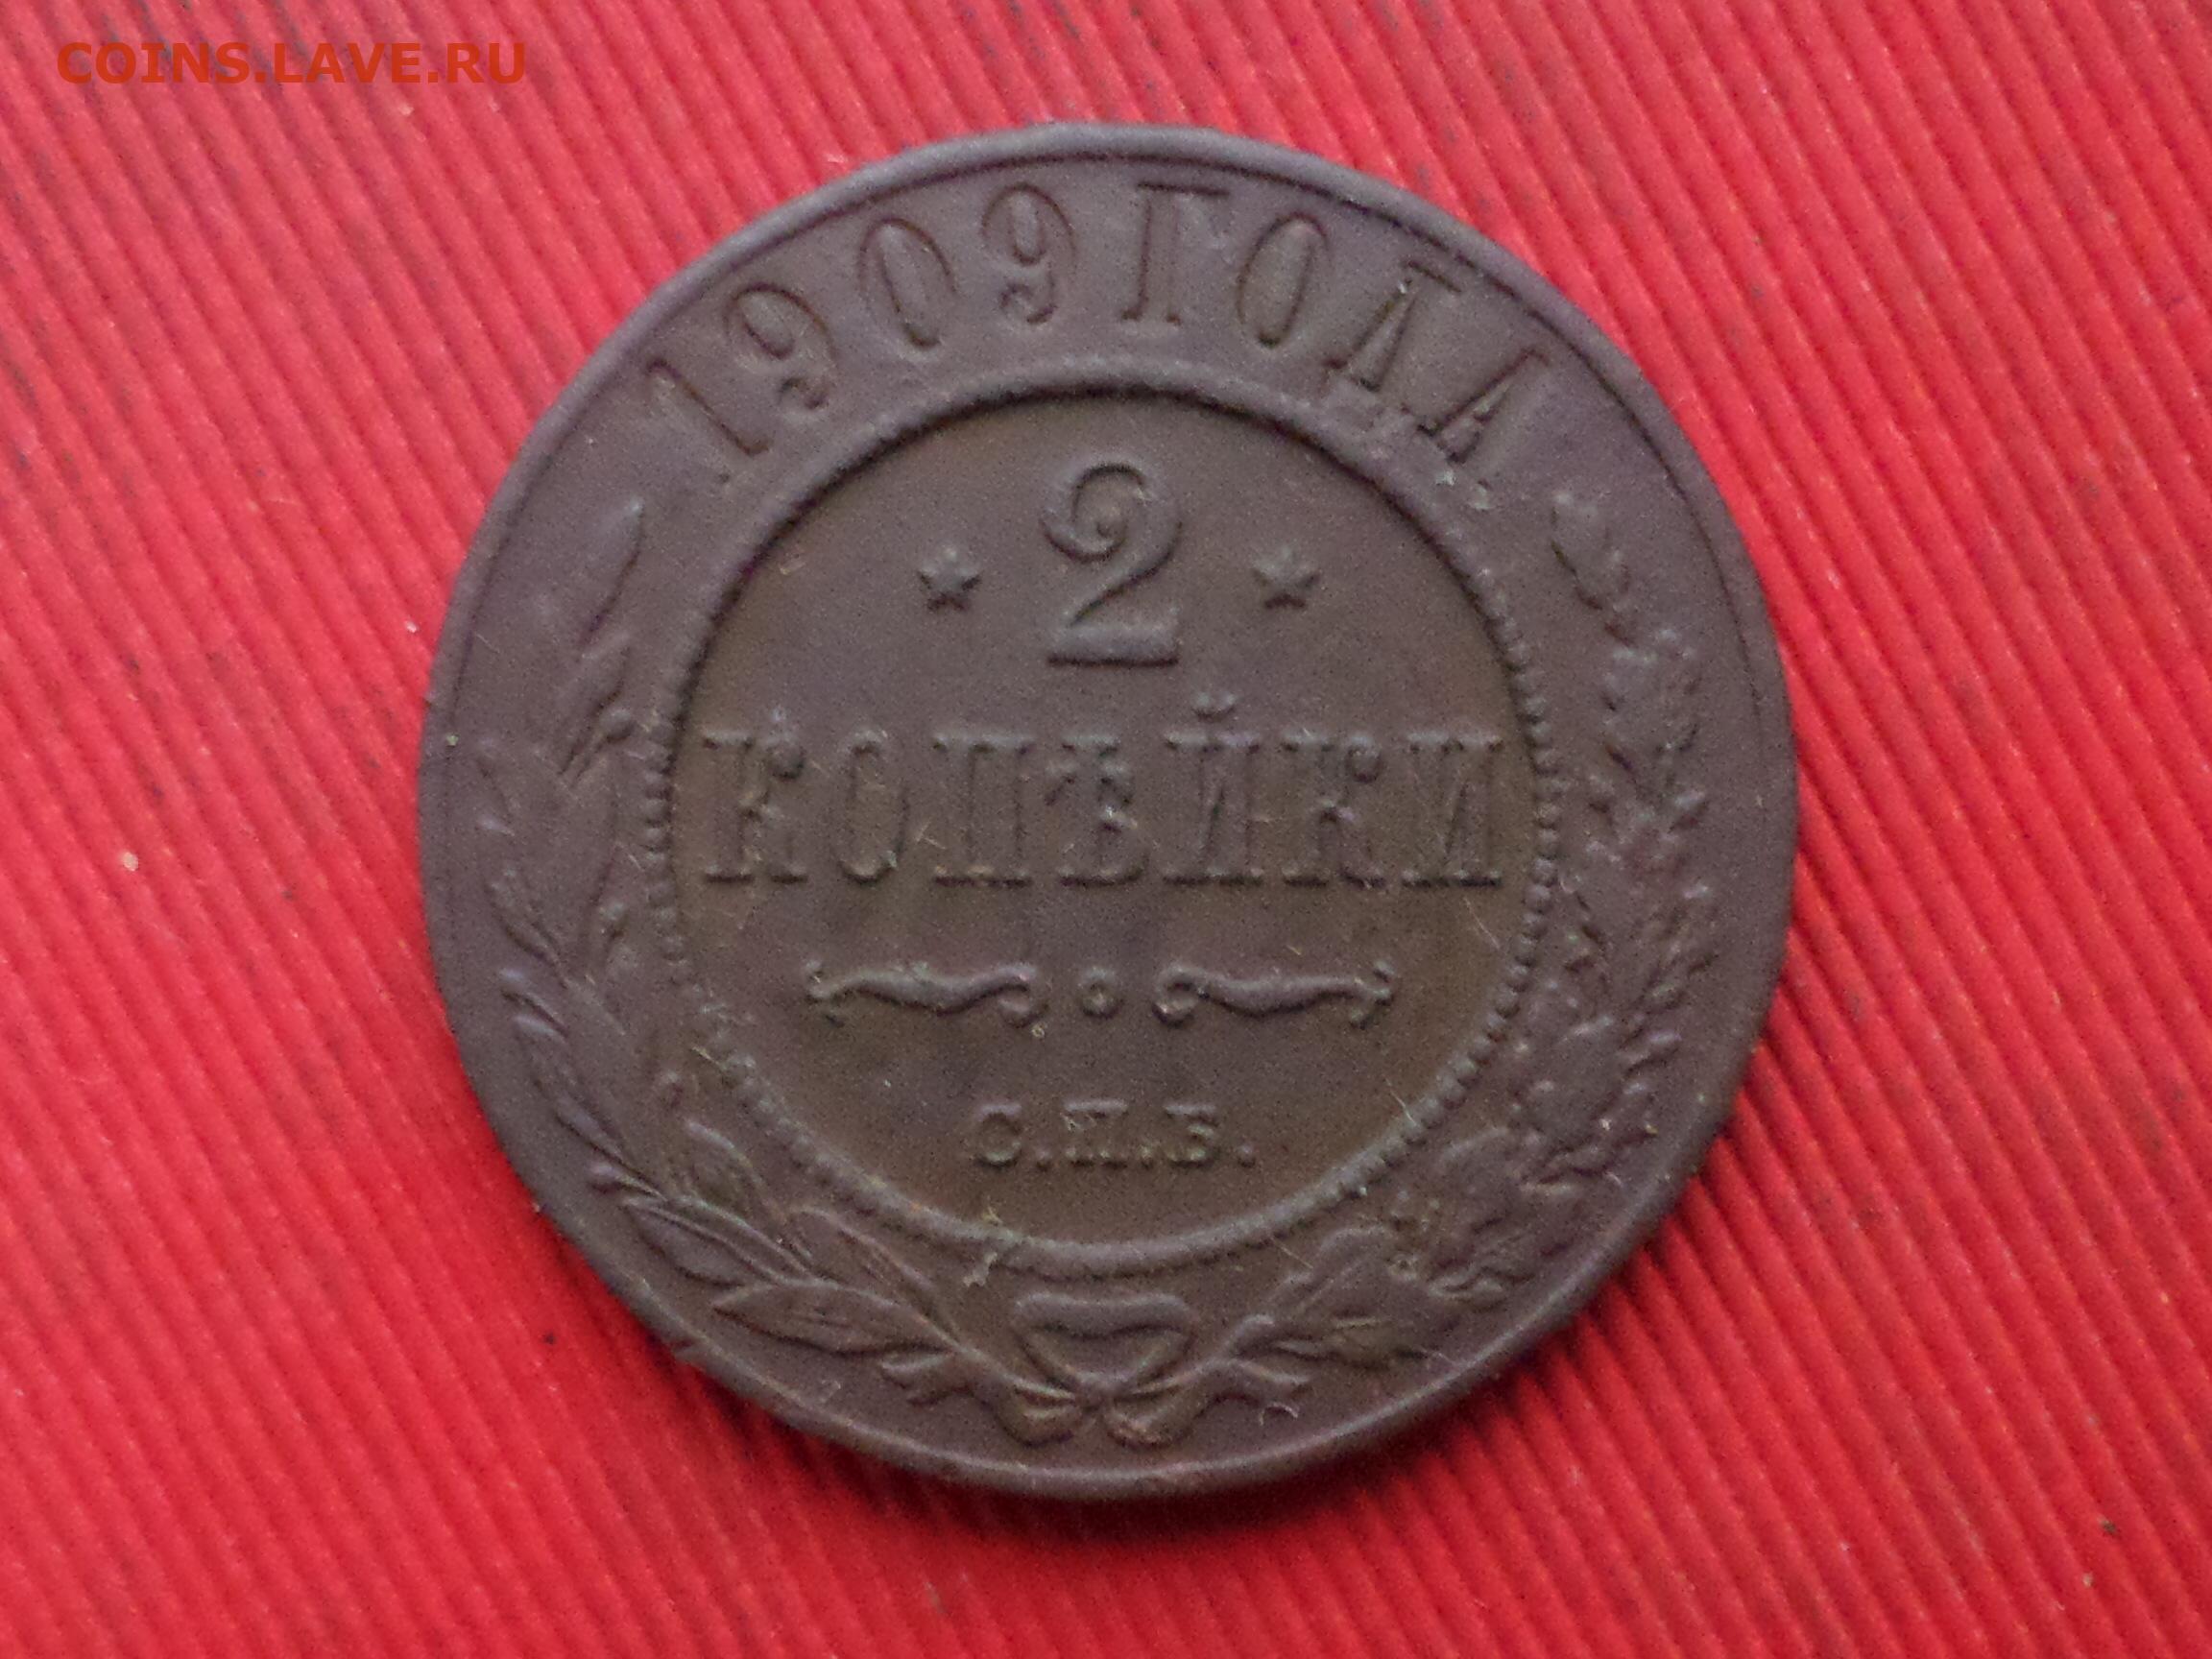 COINS.LAVE.RU
1909 ГОДА
2
КОПѢЙКИ
С.П.Б.